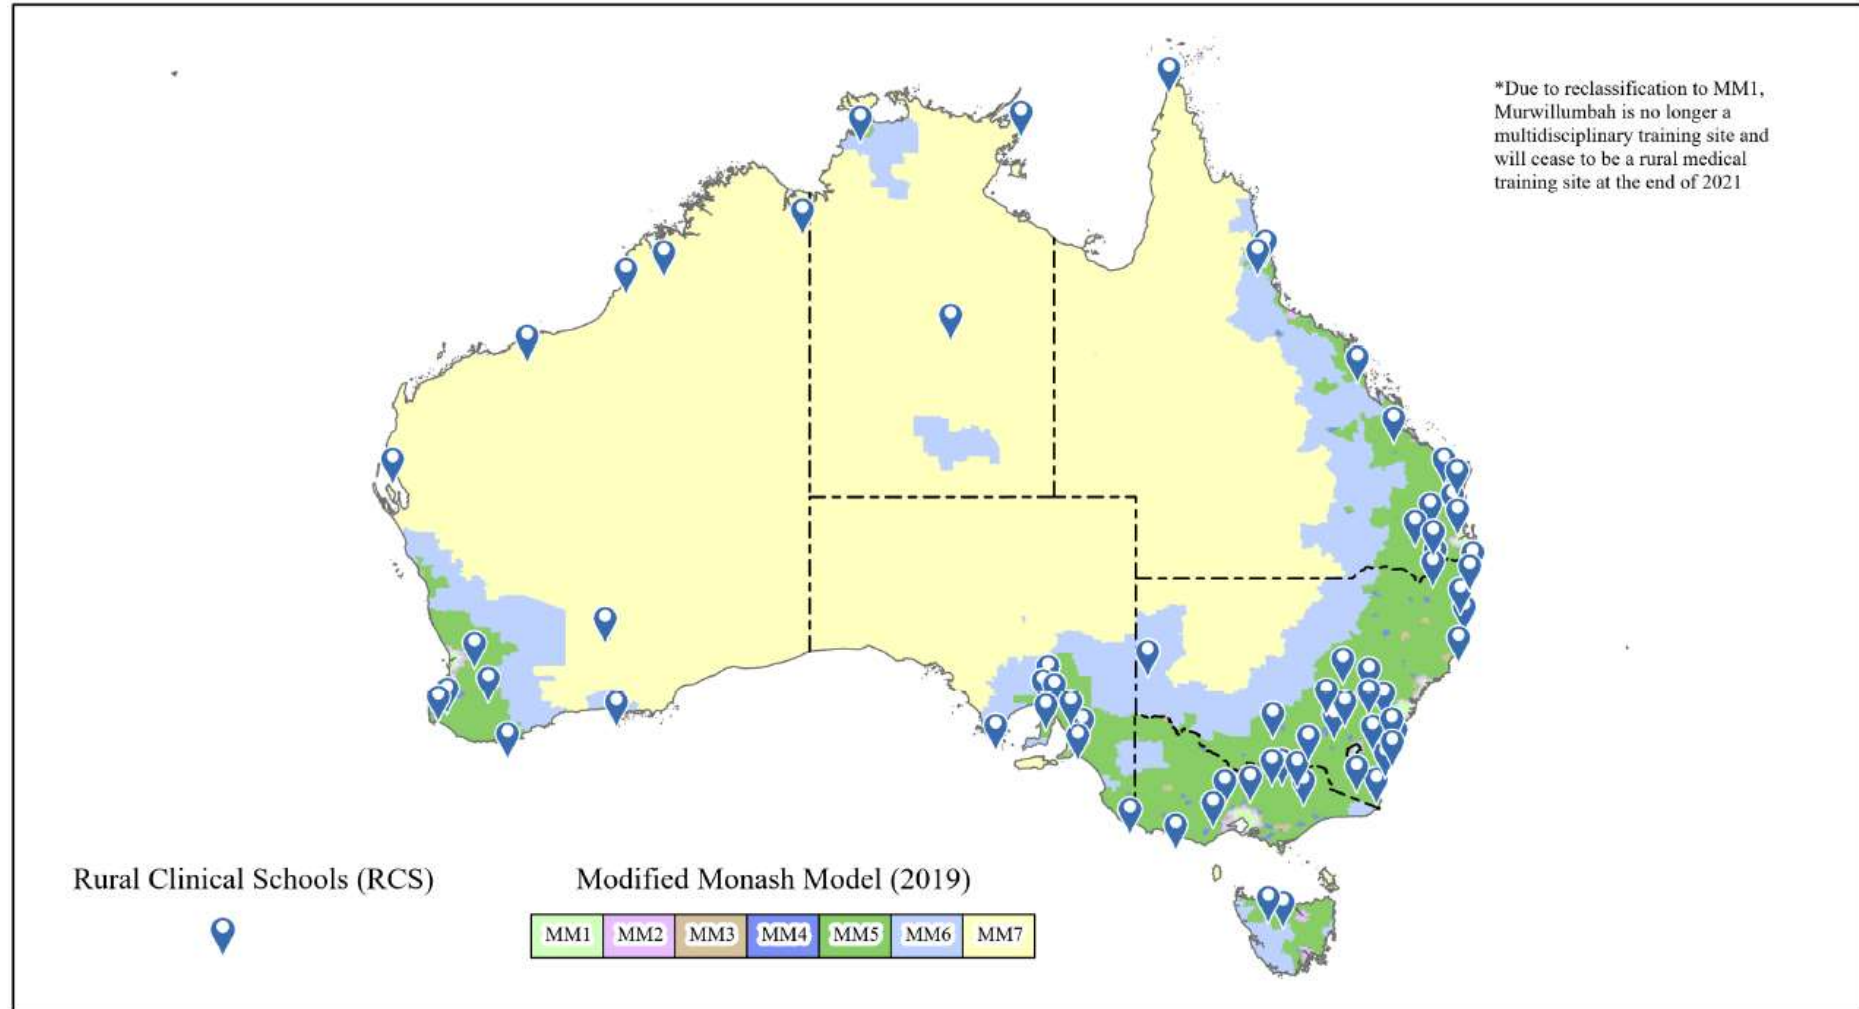 *Due to reclassification to MM1,
Murwillumbah is no longer a
multidisciplinary training site and
will cease to be a rural medical
training site at the end of 2021
Rural Clinical Schools (RCS)
Modified Monash Model (2019)
MM1 MM2 MM3 MM4 MM5 MM6 MM7